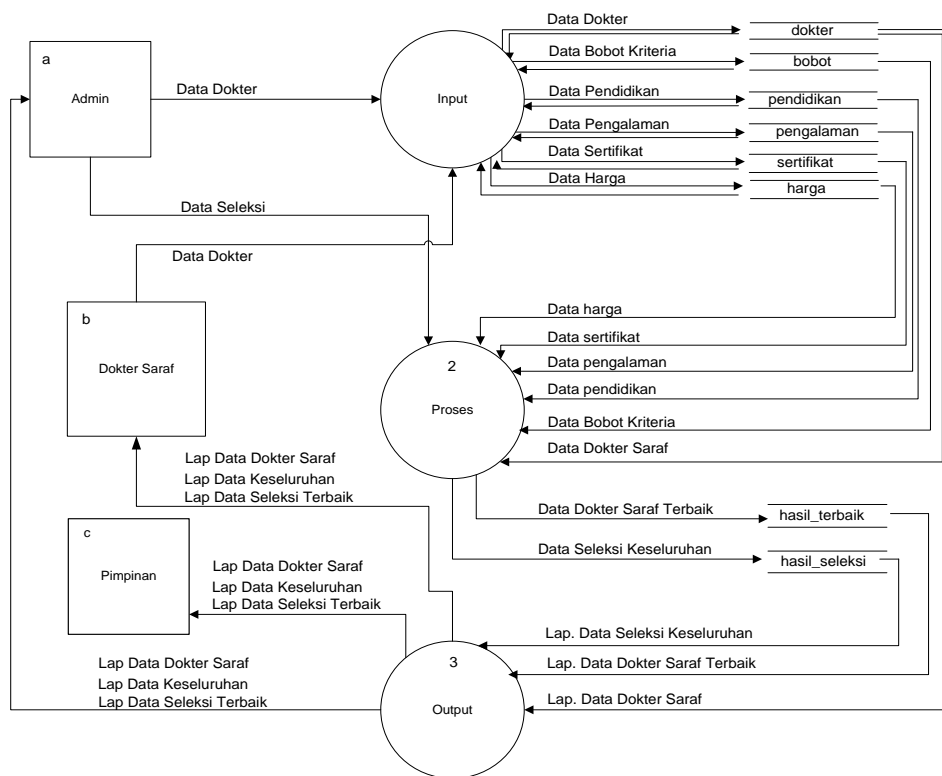 Data Dokter
dokter
a
Data Bobot Kriteria
bobot
Admin
Data Dokter
Input
Data Pendidikan
pendidikan
Data Pengalaman
pengalaman
Data Sertifikat
sertifikat
Data Harga
harga
Data Seleksi
Data Dokter
b
Dokter Saraf
Data harga
Data sertifikat
2
Data pengalaman
Data pendidikan
Proses
Data Bobot Kriteria
Data Dokter Saraf
Lap Data Dokter Saraf
Lap Data Keseluruhan
Lap Data Seleksi Terbaik
Data Dokter Saraf Terbaik
hasil_terbaik
c
Pimpinan
Data Seleksi Keseluruhan
hasil_seleksi
Lap Data Dokter Saraf
Lap Data Keseluruhan
Lap Data Seleksi Terbaik
Lap. Data Seleksi Keseluruhan
3
Lap. Data Dokter Saraf Terbaik
Lap Data Dokter Saraf
Lap Data Keseluruhan
Lap Data Seleksi Terbaik
Output
Lap. Data Dokter Saraf